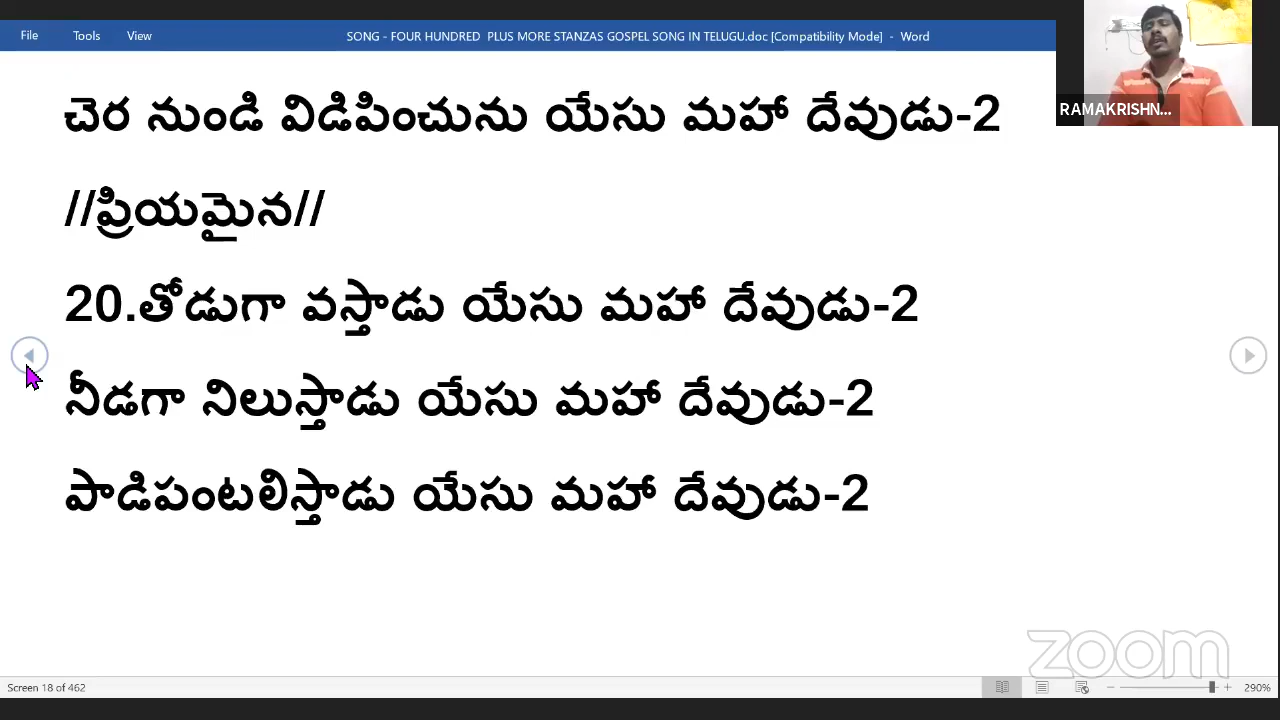 File Tools View SONG - FOUR HUNDRED PLUS MORE STANZAS GOSPEL SONG IN TELUGU.doc [Compatibility Mode] - Word
RAMAKRISHN...
చెర నుండి విడిపించును యేసు మహా దేవుడు-2
//ప్రియమైన//
20.తోడుగా వస్తాడు యేసు మహా దేవుడు-2
నీడగా నిలుస్తాడు యేసు మహా దేవుడు-2
పాడిపంటలిస్తాడు యేసు మహా దేవుడు-2
zoom
Screen 18 of 462 290%